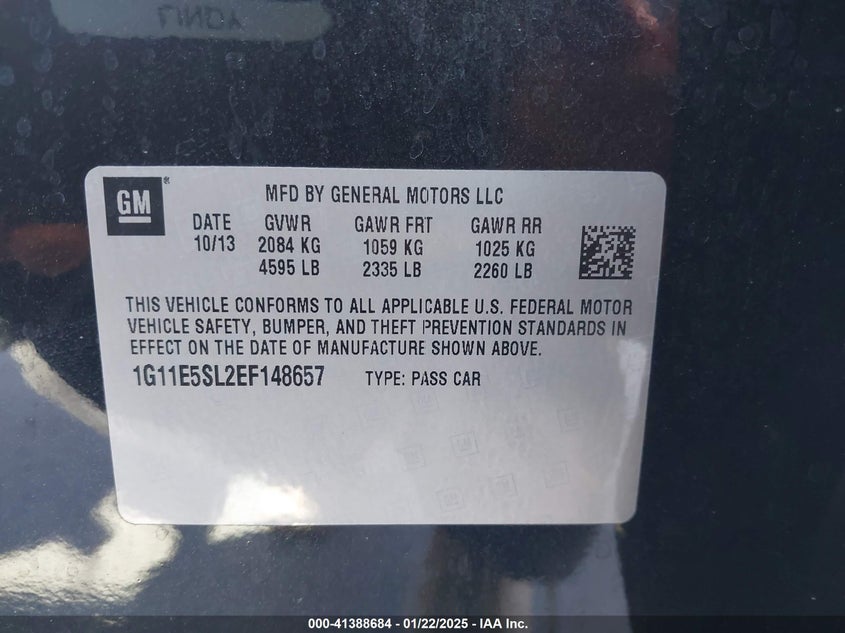 GM
MFD BY GENERAL MOTORS LLC
DATE GVWR GAWR FRT GAWR RR
10/13 2084 KG 1059 KG 1025 KG
4595 LB 2335 LB 2260 LB
THIS VEHICLE CONFORMS TO ALL APPLICABLE U.S. FEDERAL MOTOR
VEHICLE SAFETY, BUMPER, AND THEFT PREVENTION STANDARDS IN
EFFECT ON THE DATE OF MANUFACTURE SHOWN ABOVE.
1G11E5SL2EF148657 TYPE: PASS CAR
000-41388684 - 01/22/2025 - IAA Inc.